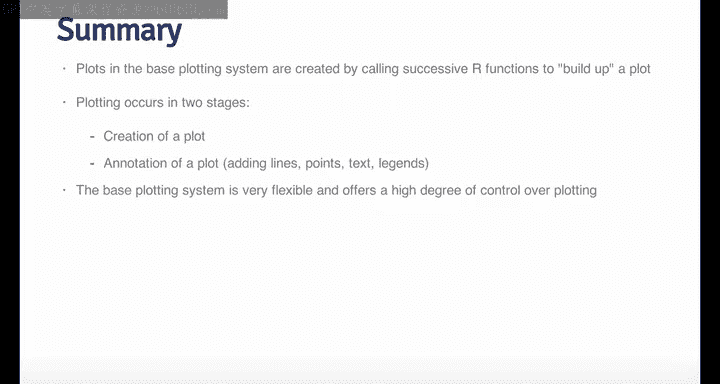 Summary
· Plots in the base plotting system are created by calling successive R functions to "build up" a plot
· Plotting occurs in two stages:
- Creation of a plot
- Annotation of a plot (adding lines, points, text, legends)
· The base plotting system is very flexible and offers a high degree of control over plotting